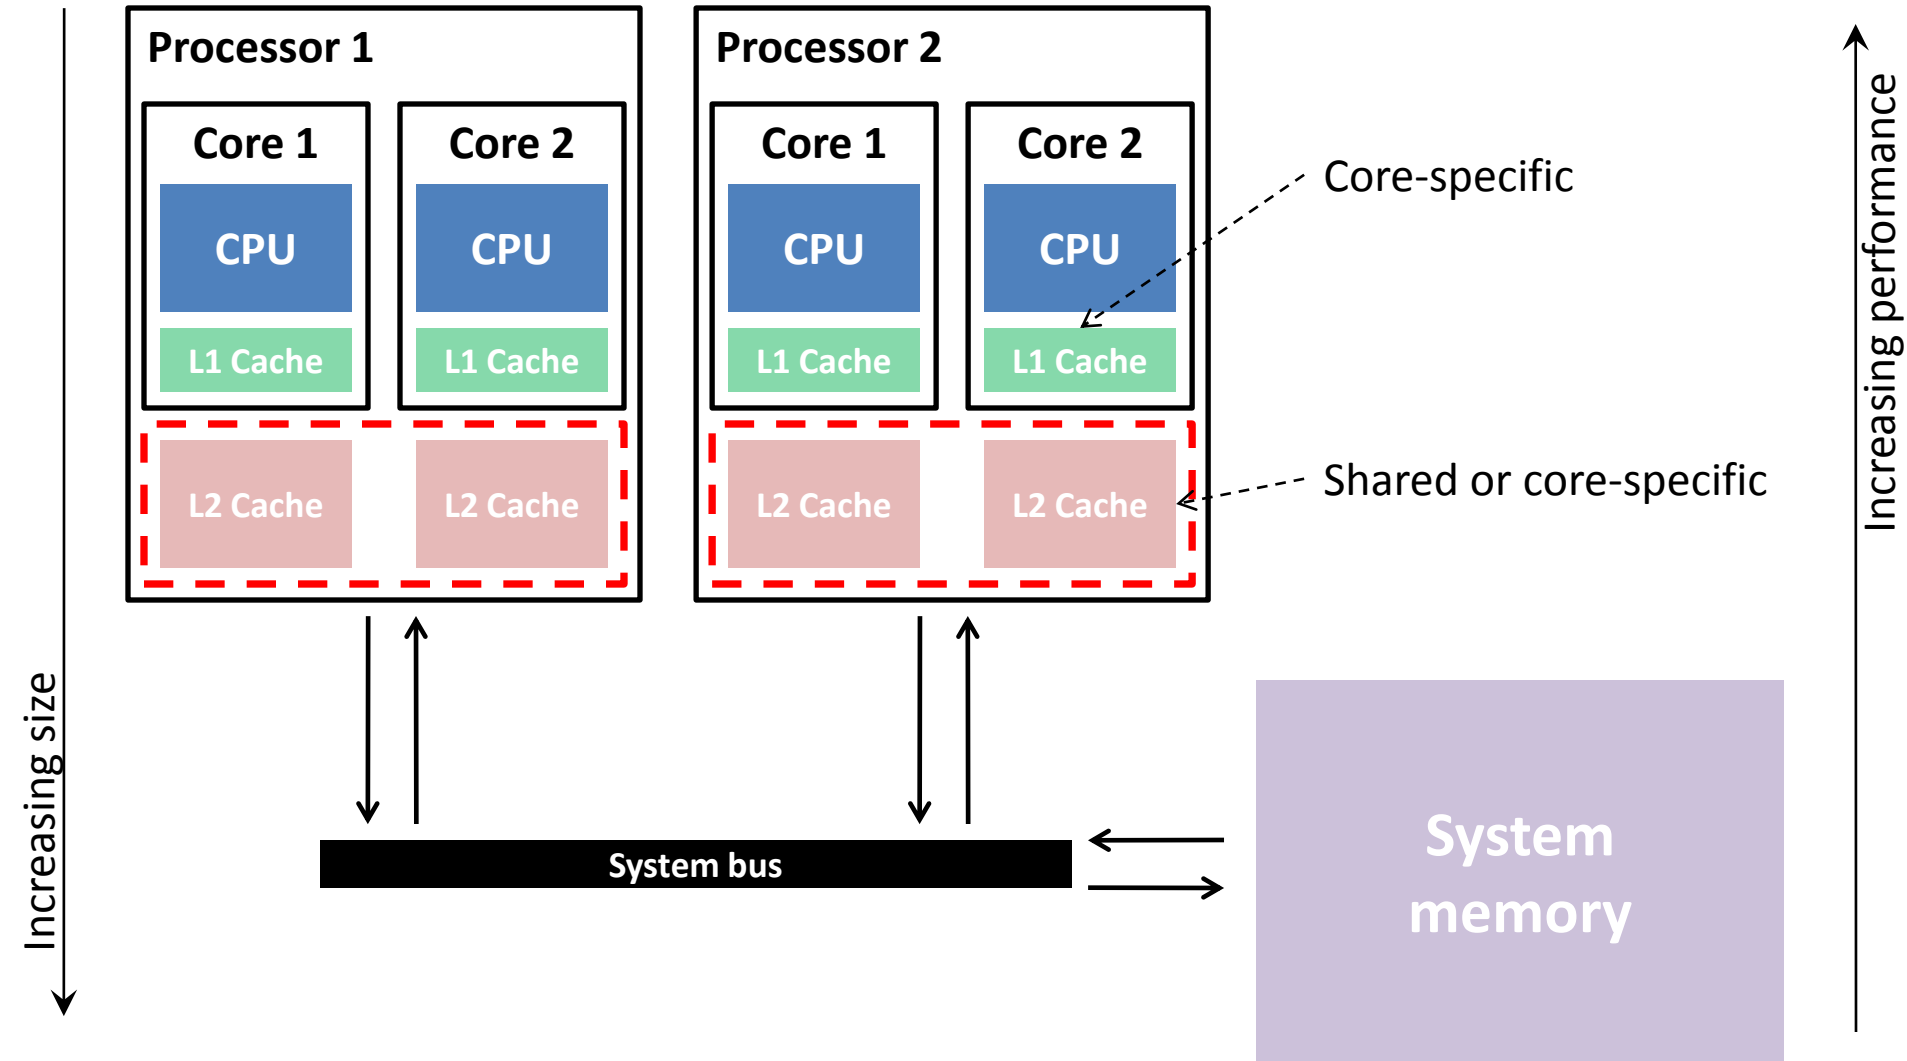 Processor 1
Processor 2
Core 1
Core 2
Core 1
Core 2
CPU
CPU
CPU
CPU
L1 Cache
L1 Cache
L1 Cache
L1 Cache
L2 Cache
L2 Cache
L2 Cache
L2 Cache
Core-specific
Shared or core-specific
Increasing performance
Increasing size
System bus
System
memory